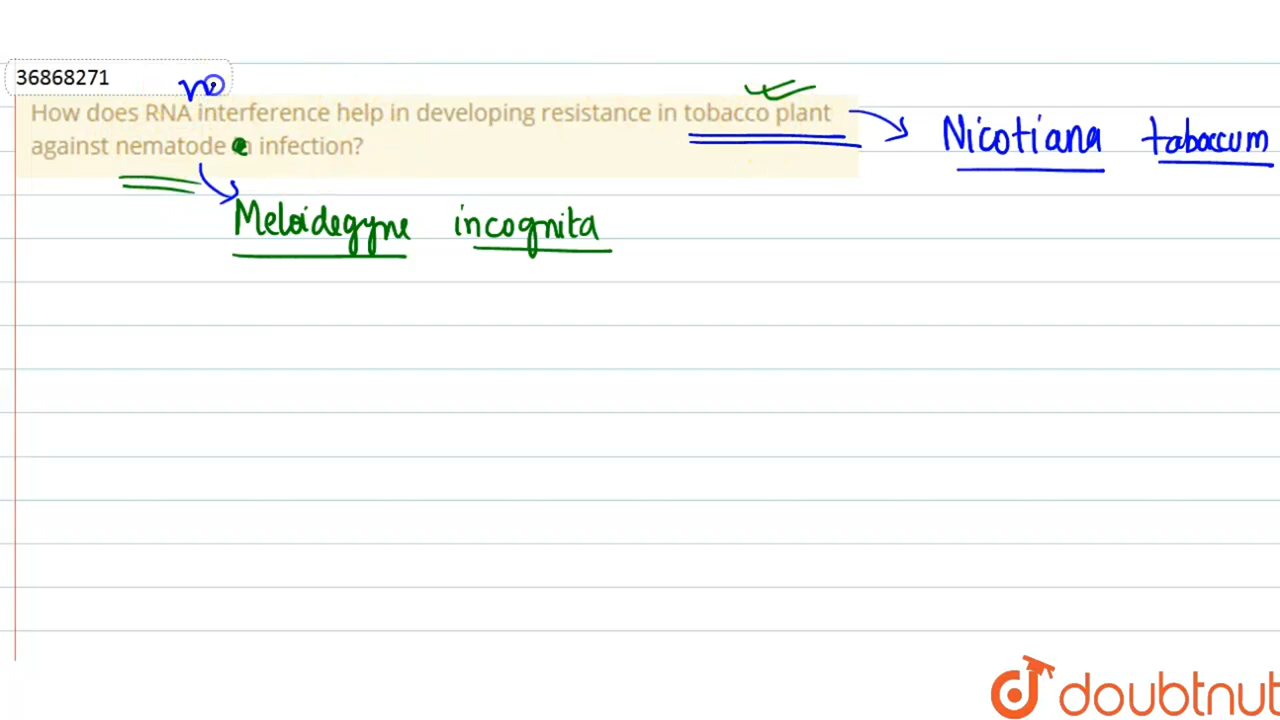 36868271
How does RNA interference help in developing resistance in tobacco plant
against nematode infection?
Nicotiana tabaccum
Meloidegyne incognita
doubtnut